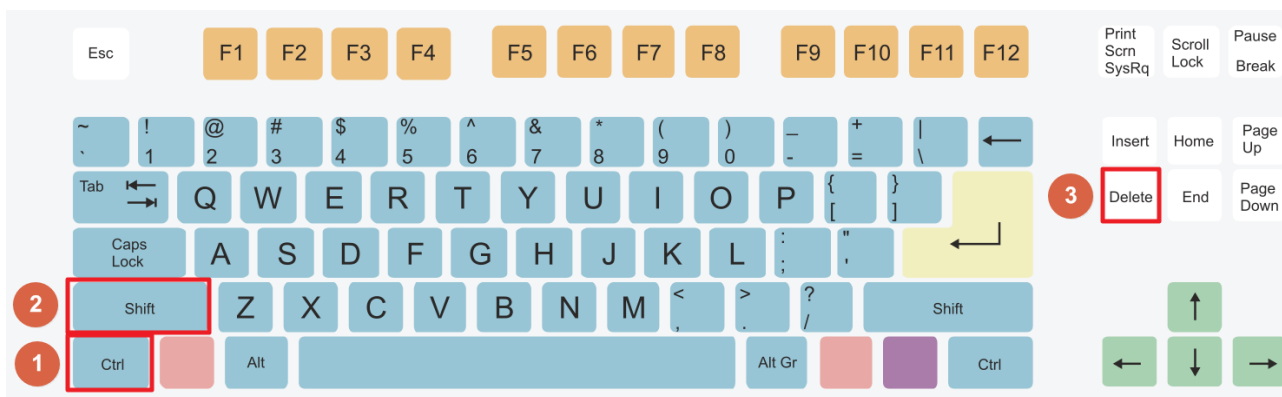 Esc F1 F2 F3 F4 F5 F6 F7 F8 F9 F10 F11 F12
Print
Scrn
SysRq
Scroll
Lock
Pause
Break
~ ! @ # $ % ^ & * ( ) _ + |
` 1 2 3 4 5 6 7 8 9 0 - = \
Insert Home
Page
Up
Tab Q W E R T Y U I O P { }
[ ]
3 Delete End
Page
Down
Caps
Lock
A S D F G H J K L : "
; '
2 Shift Z X C V B N M < > ? Shift
, . /
1 Ctrl Alt Alt Gr Ctrl